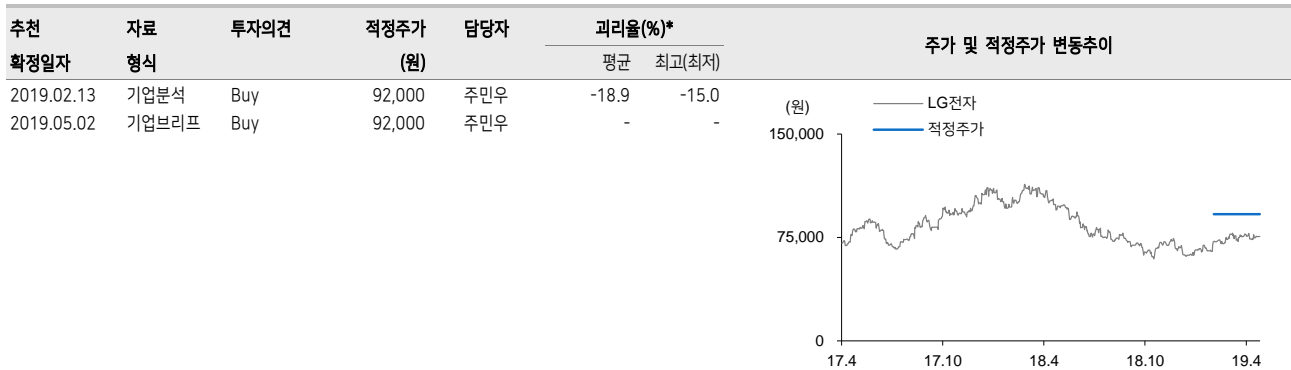 추천 자료 투자의견 적정주가 담당자 괴리율(%)* 주가 및 적정주가 변동추이
확정일자 형식 (원) 평균 최고(최저)
2019.02.13 기업분석 Buy 92,000 주민우 -18.9 -15.0
2019.05.02 기업브리프 Buy 92,000 주민우 - -
(원)
LG전자
적정주가
150,000
75,000
0
17.4 17.10 18.4 18.10 19.4